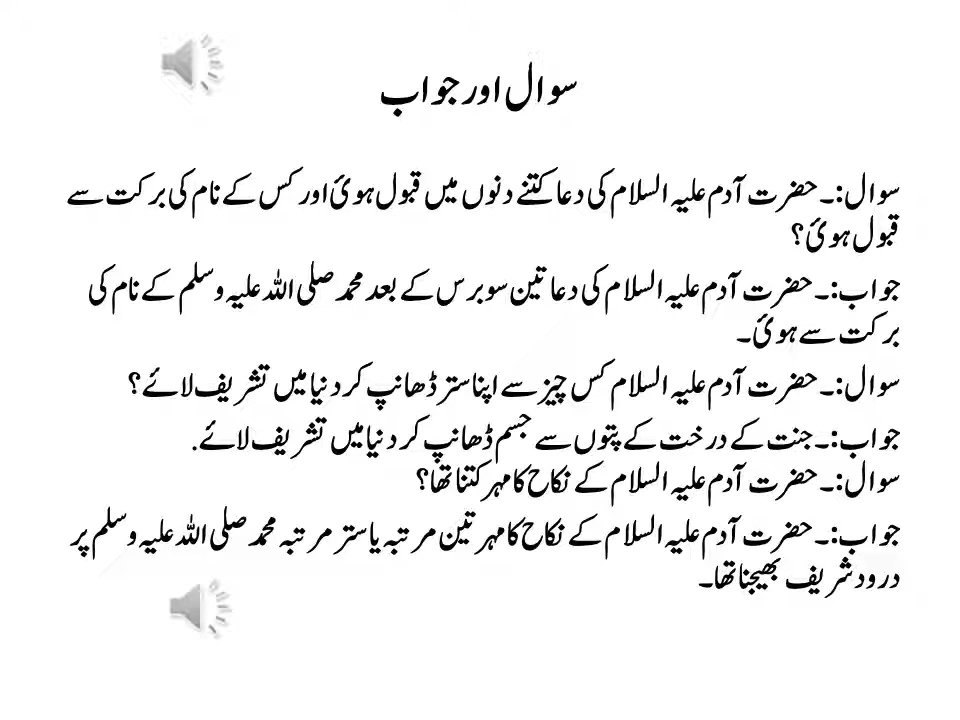 سوال اور جواب
سوال:۔حضرت آدم علیہ السلام کی دعا کتنے دنوں میں قبول ہوئ اور کس کے نام کی برکت سے
قبول ہوئ؟
جواب:۔حضرت آدم علیہ السلام کی دعا تین سو برس کے بعد محمد صلی اللہ علیہ وسلم کے نام کی
برکت سے ہوئ۔
سوال:۔حضرت آدم علیہ السلام کس چیز سے اپنا ستر ڈھانپ کر دنیا میں تشریف لائے؟
جواب:۔جنت کے درخت کے پتوں سے جسم ڈھانپ کر دنیا میں تشریف لائے.
سوال:۔حضرت آدم علیہ السلام کے نکاح کا مہر کتنا تھا؟
جواب:۔حضرت آدم علیہ السلام کے نکاح کا مہر تین مرتبہ یا ستر مرتبہ محمد صلی اللہ علیہ وسلم پر
درود شریف بھیجنا تھا۔